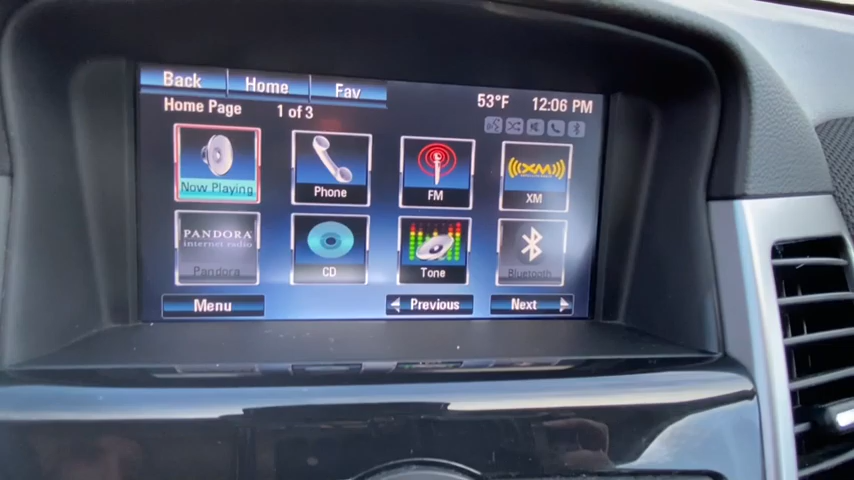 Back Home Fav
53°F 12:06 PM
Home Page 1 of 3
Now Playing
Phone
FM
((XM))
XM
PANDORA
internet radio
Pandora
CD
Tone
Bluetooth
Menu
Previous
Next